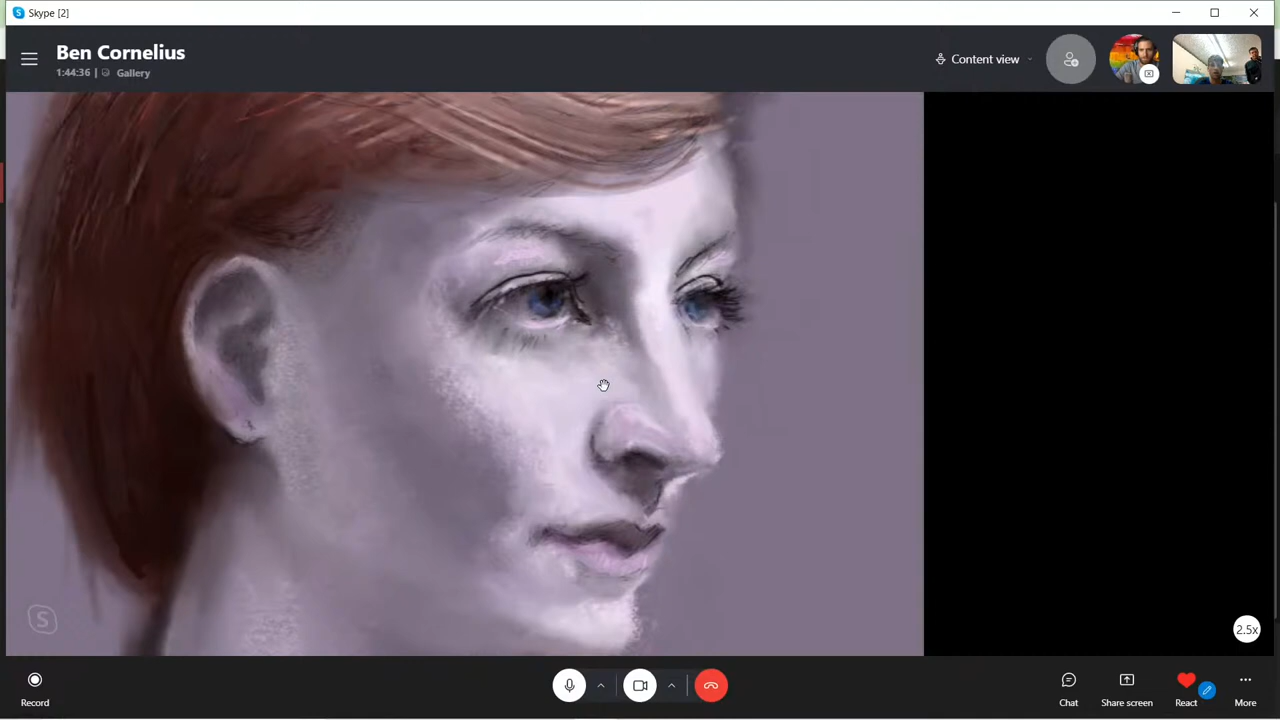 Skype [2]
Ben Cornelius
1:44:36 | Gallery
Content view
2.5x
Record
Chat
Share screen
React
More